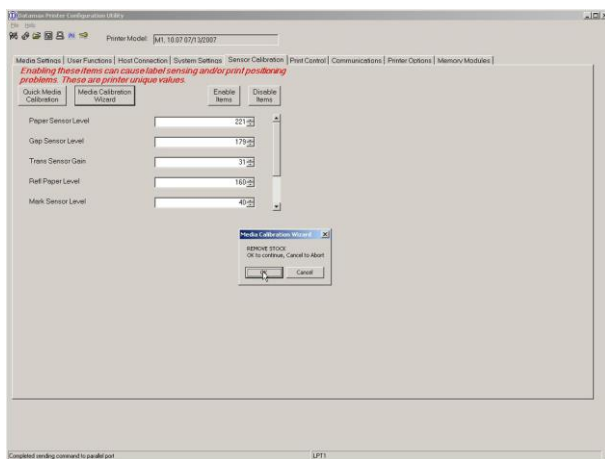 Datamax Printer Configuration Utility
File Help
Printer Model: M1, 10.07 07/13/2007
Media Settings | User Functions | Host Connection | System Settings | Sensor Calibration | Print Control | Communications | Printer Options | Memory Modules
Enabling these items can cause label sensing and/or print positioning
problems. These are printer unique values.
Quick Media Calibration Media Calibration Wizard Enable Items Disable Items
Paper Sensor Level 221
Gap Sensor Level 179
Trans Sensor Gain 31
Refl Paper Level 160
Mark Sensor Level 40
Media Calibration Wizard
REMOVE STOCK
OK to continue, Cancel to Abort
OK Cancel
Completed sending command to parallel port LPT1